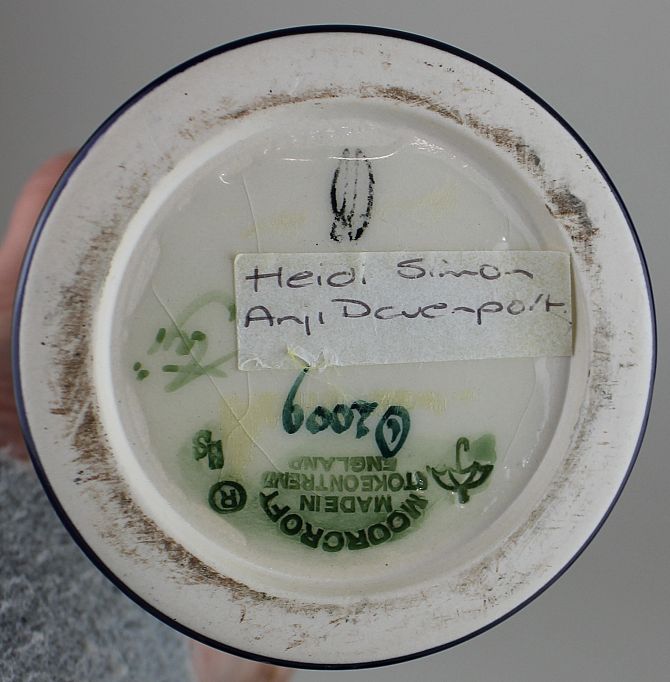 Heidi Simon
Anji Davenport
MOORCROFT
MADE IN
STOKE ON TRENT
ENGLAND
®
© 2009